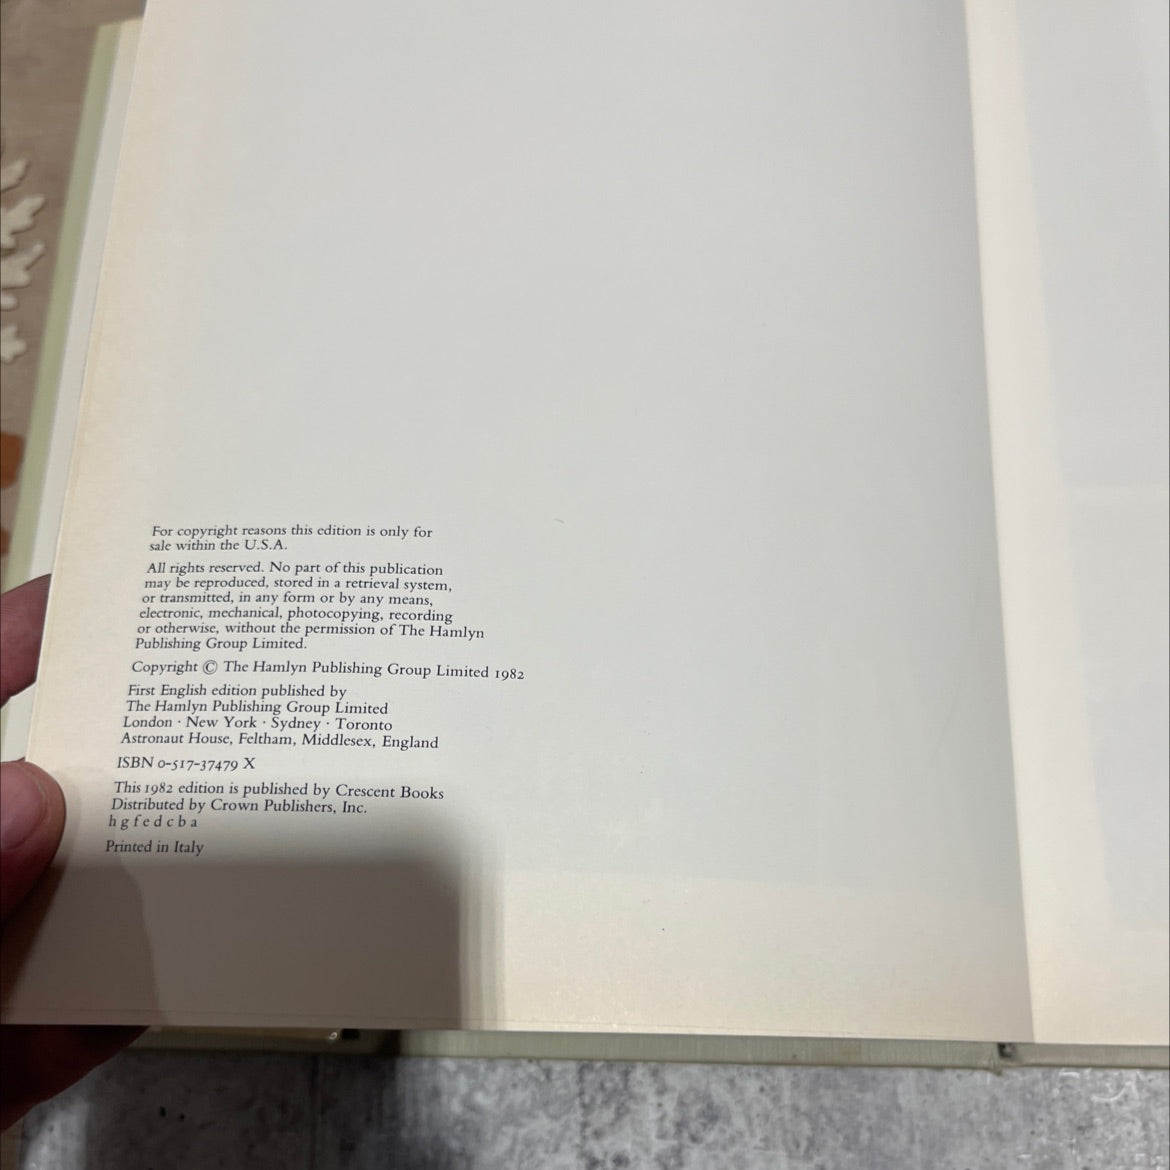 For copyright reasons this edition is only for
sale within the U.S.A.
All rights reserved. No part of this publication
may be reproduced, stored in a retrieval system,
or transmitted, in any form or by any means,
electronic, mechanical, photocopying, recording
or otherwise, without the permission of The Hamlyn
Publishing Group Limited.
Copyright © The Hamlyn Publishing Group Limited 1982
First English edition published by
The Hamlyn Publishing Group Limited
London · New York · Sydney · Toronto
Astronaut House, Feltham, Middlesex, England
ISBN 0-517-37479 X
This 1982 edition is published by Crescent Books
Distributed by Crown Publishers, Inc.
h g f e d c b a
Printed in Italy